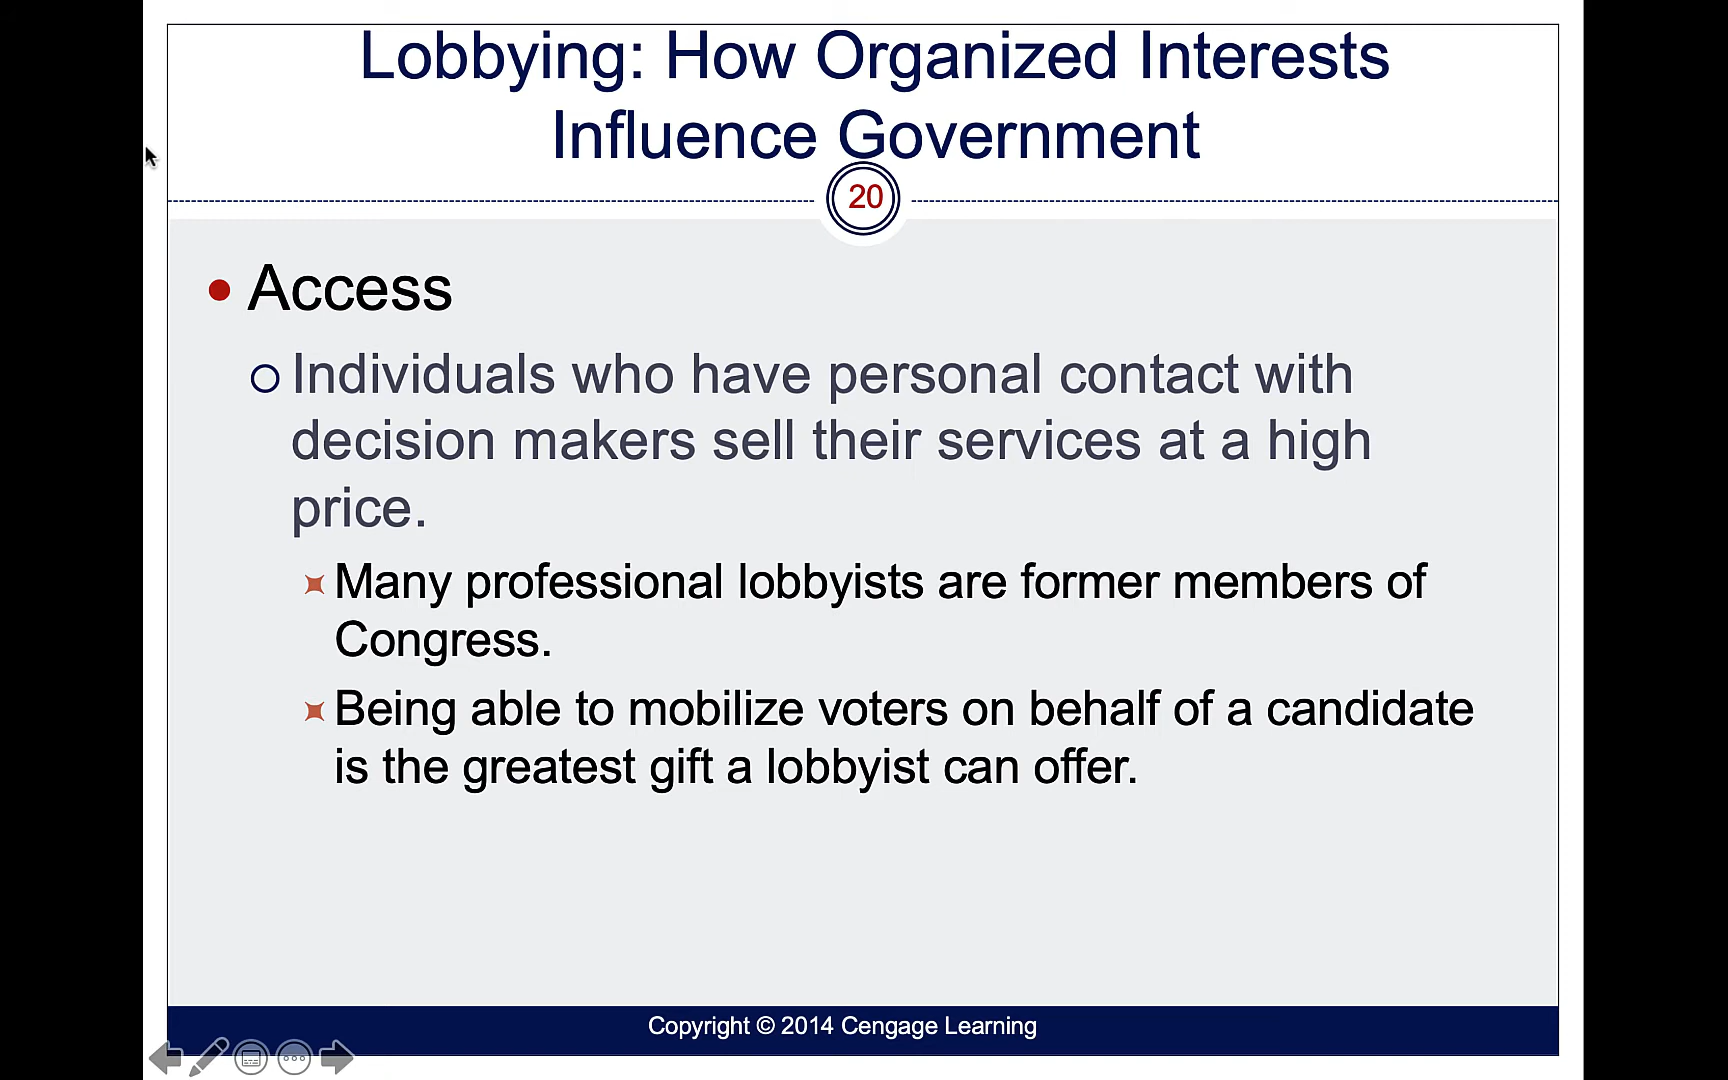 Lobbying: How Organized Interests
Influence Government
20
Access
Individuals who have personal contact with
decision makers sell their services at a high
price.
Many professional lobbyists are former members of
Congress.
Being able to mobilize voters on behalf of a candidate
is the greatest gift a lobbyist can offer.
Copyright © 2014 Cengage Learning